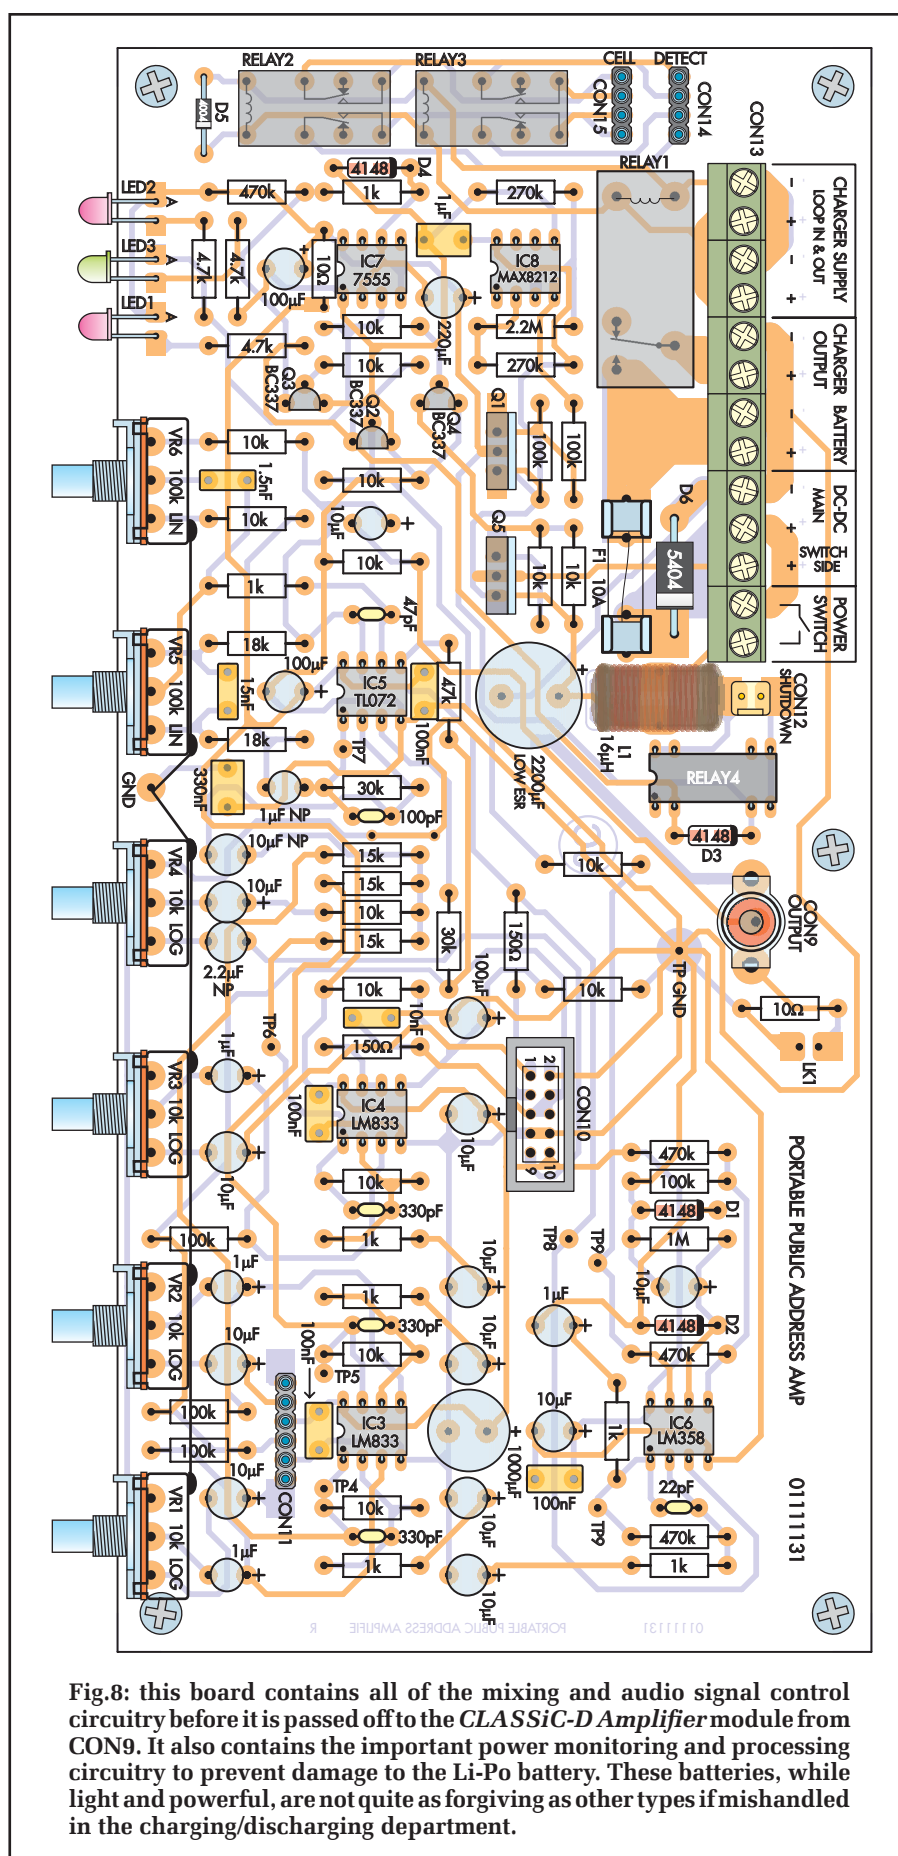 RELAY2
RELAY3
CELL
DETECT
CON15
CON14
CON13
D5
4004
4148
D4
RELAY1
LED2
A
470k
1k
1µF
270k
-
CHARGER SUPPLY
LOOP IN & OUT
+
LED3
A
4.7k
4.7k
100µF
+
10Ω
IC7
7555
IC8
MAX8212
-
+
LED1
A
10k
220µF
+
2.2M
4.7k
10k
270k
-
CHARGER
OUTPUT
+
Q3
BC337
BC337
Q2
Q4
BC337
Q1
-
BATTERY
+
VR6
100k
LIN
10k
1.5nF
10k
100k
100k
10k
10µF
+
Q5
D6
-
DC-DC
MAIN
+
SWITCH
SIDE
+
10k
10k
10k
F1
10A
5404
1k
47pF
POWER
SWITCH
VR5
100k
LIN
18k
100µF
+
15nF
IC5
TL072
47k
100nF
+
2200µF
LOW ESR
L1
16µH
CON12
SHUTDOWN
18k
TP7
GND
330nF
1µF NP
30k
RELAY4
100pF
4148
D3
VR4
10k
LOG
10µF NP
15k
10k
10µF
+
15k
10k
CON9
OUTPUT
2.2µF
NP
15k
30k
150Ω
TP6
10k
100µF
10k
TPGND
10Ω
10nF
+
150Ω
LK1
VR3
10k
LOG
1µF
+
100nF
IC4
LM833
10µF
+
1
2
CON10
9
10
10µF
+
PORTABLE PUBLIC ADDRESS AMP
470k
10k
100k
330pF
4148
D1
100k
1k
TP8
TP9
1M
VR2
10k
LOG
1µF
+
1k
10µF
+
1µF
+
10µF
+
330pF
4148
D2
10µF
+
100nF
10k
10µF
+
470k
TP5
100k
IC3
LM833
+
1000µF
10µF
+
1k
IC6
LM358
100k
CON11
VR1
10k
LOG
10µF
+
TP4
10k
10µF
+
100nF
22pF
TP9
01111131
330pF
470k
1µF
+
1k
10µF
+
1k
01111131
PORTABLE PUBLIC ADDRESS AMPLIFIE R
Fig.8: this board contains all of the mixing and audio signal control
circuitry before it is passed off to the CLASSiC-D Amplifier module from
CON9. It also contains the important power monitoring and processing
circuitry to prevent damage to the Li-Po battery. These batteries, while
light and powerful, are not quite as forgiving as other types if mishandled
in the charging/discharging department.